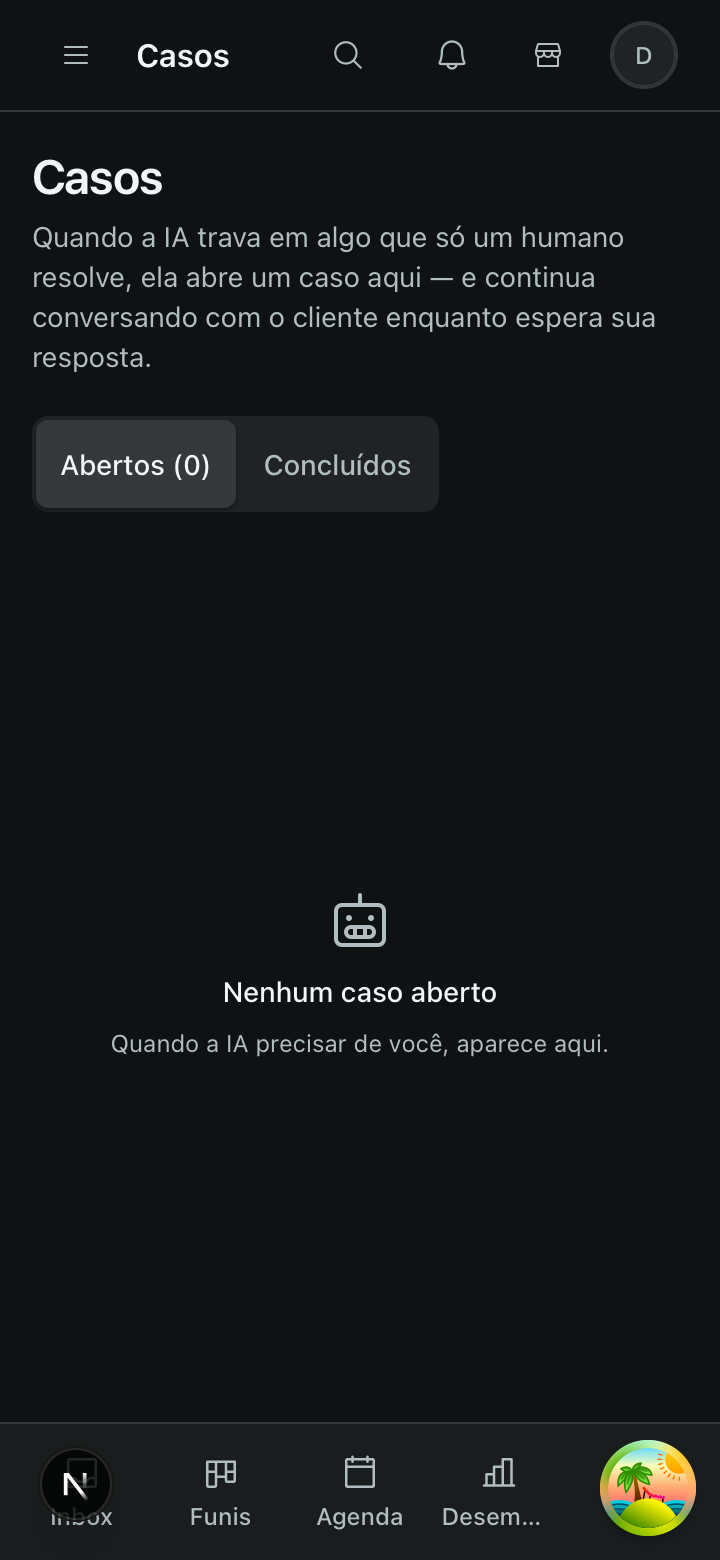 Casos
D
Casos
Quando a IA trava em algo que só um humano
resolve, ela abre um caso aqui — e continua
conversando com o cliente enquanto espera sua
resposta.
Abertos (0)
Concluídos
Nenhum caso aberto
Quando a IA precisar de você, aparece aqui.
N
Inbox
Funis
Agenda
Desem...